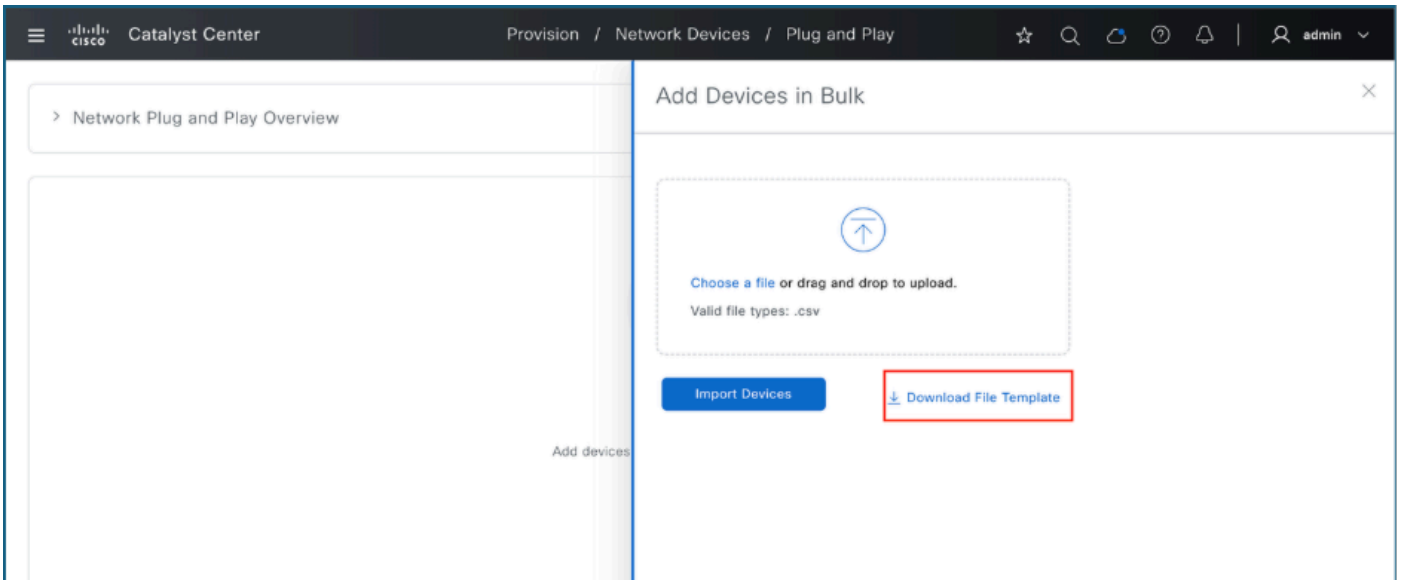 cisco Catalyst Center Provision / Network Devices / Plug and Play admin
Network Plug and Play Overview
Add devices
Add Devices in Bulk
Choose a file or drag and drop to upload.
Valid file types: .csv
Import Devices Download File Template